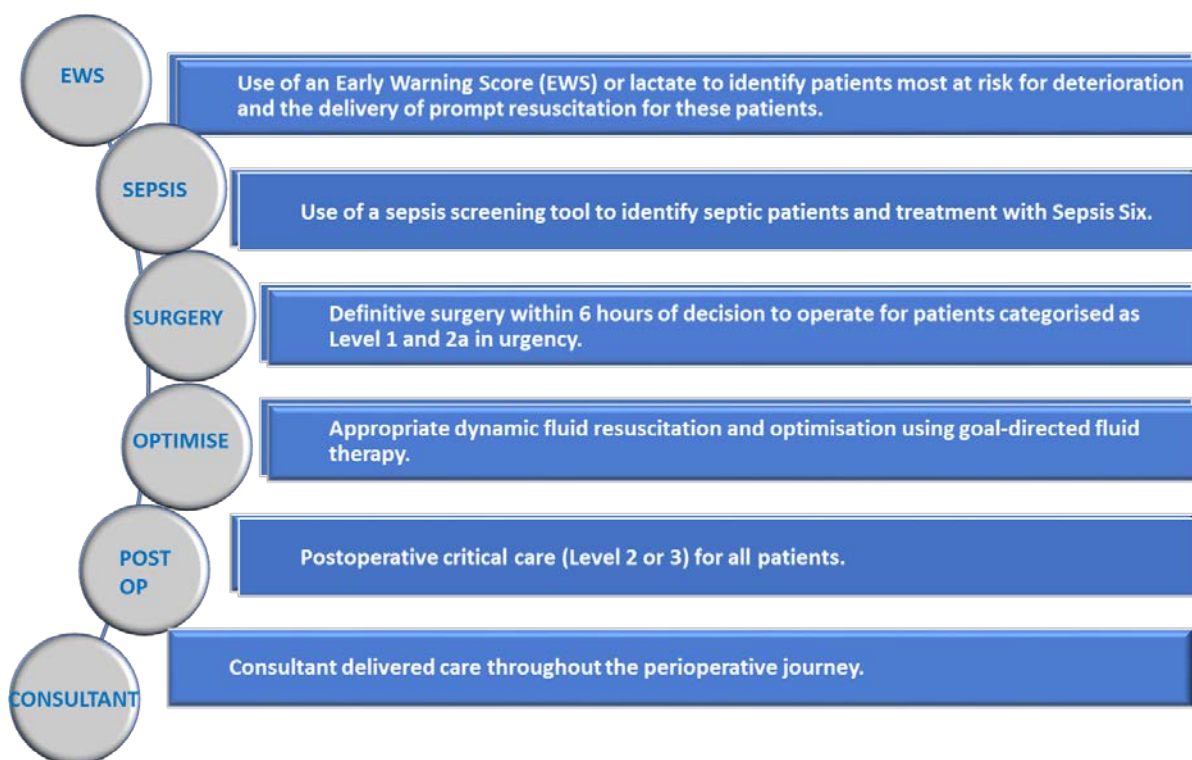 EWS
Use of an Early Warning Score (EWS) or lactate to identify patients most at risk for deterioration
and the delivery of prompt resuscitation for these patients.
SEPSIS
Use of a sepsis screening tool to identify septic patients and treatment with Sepsis Six.
SURGERY
Definitive surgery within 6 hours of decision to operate for patients categorised as
Level 1 and 2a in urgency.
OPTIMISE
Appropriate dynamic fluid resuscitation and optimisation using goal-directed fluid
therapy.
POST
OP
Postoperative critical care (Level 2 or 3) for all patients.
CONSULTANT
Consultant delivered care throughout the perioperative journey.